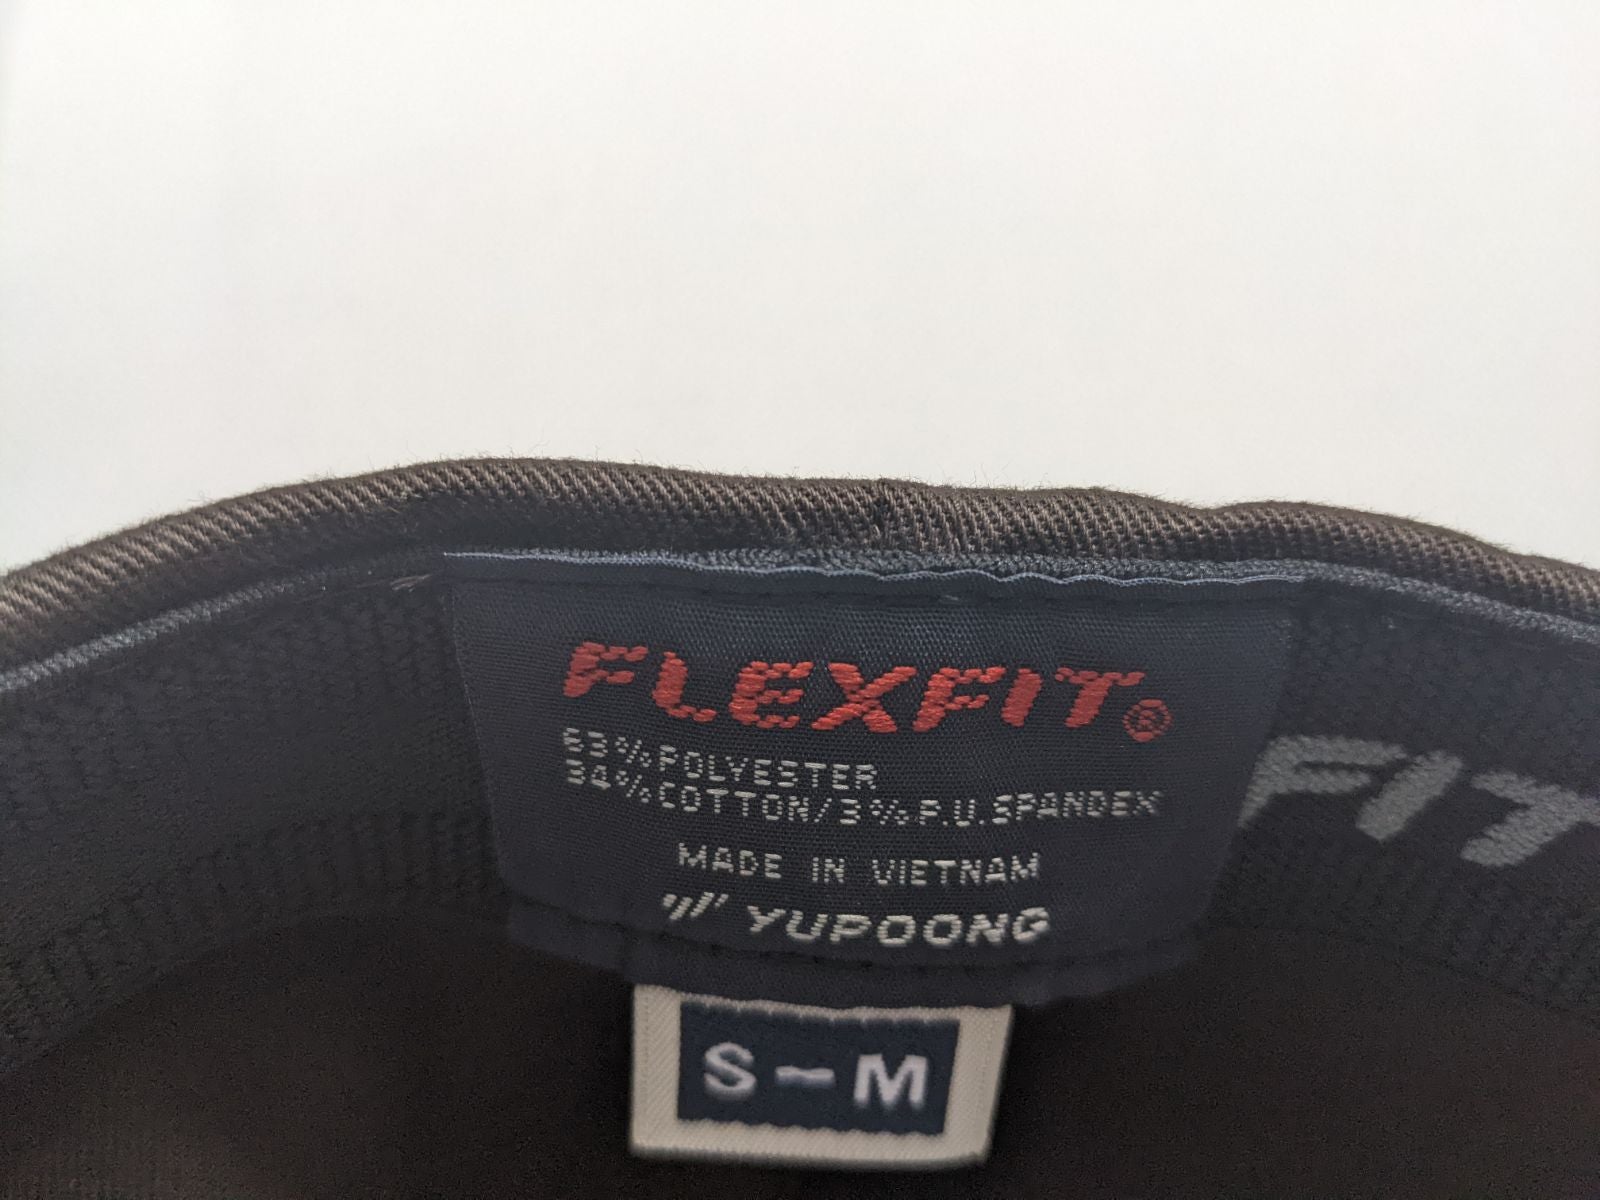 FLEXFIT®
63%POLYESTER
34%COTTON/3%P.U.SPANDEX
MADE IN VIETNAM
YUPOONG
S-M
FIT